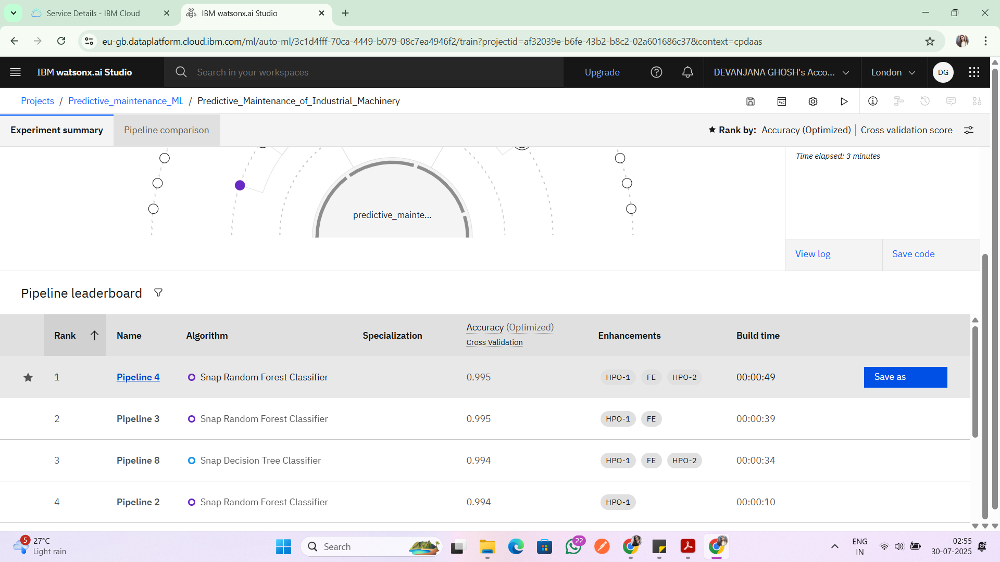 Service Details - IBM Cloud
IBM watsonx.ai Studio
eu-gb.dataplatform.cloud.ibm.com/ml/auto-ml/3c1d4fff-70ca-4449-b079-08c7ea4946f2/train?projectid=af32039e-b6fe-43b2-b8c2-02a601686c37&context=cpdaas
IBM watsonx.ai Studio
Search in your workspaces
Upgrade
DEVANJANA GHOSH's Acco...
London
DG
Projects / Predictive_maintenance_ML / Predictive_Maintenance_of_Industrial_Machinery
Experiment summary
Pipeline comparison
Rank by: Accuracy (Optimized) | Cross validation score
Time elapsed: 3 minutes
predictive_mainte...
View log
Save code
Pipeline leaderboard
Rank Name Algorithm Specialization Accuracy (Optimized) Enhancements Build time
Cross Validation
1 Pipeline 4 Snap Random Forest Classifier 0.995 HPO-1 FE HPO-2 00:00:49 Save as
2 Pipeline 3 Snap Random Forest Classifier 0.995 HPO-1 FE 00:00:39
3 Pipeline 8 Snap Decision Tree Classifier 0.994 HPO-1 FE HPO-2 00:00:34
4 Pipeline 2 Snap Random Forest Classifier 0.994 HPO-1 00:00:10
5
27°C
Light rain
Search
22
ENG
IN
02:55
30-07-2025